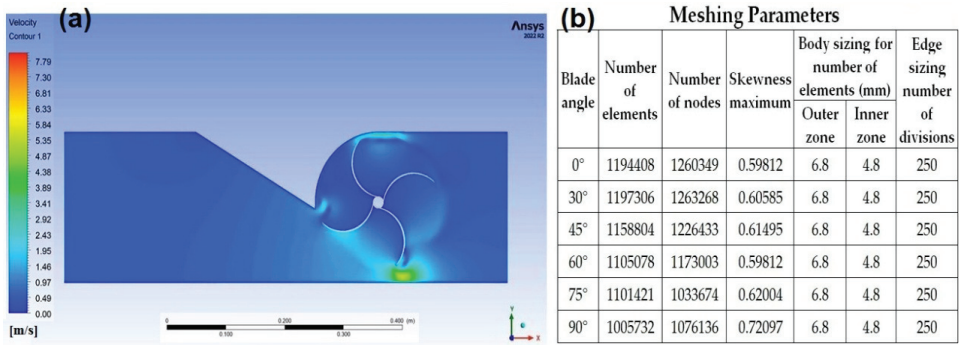 (a)
Velocity
Contour 1
7.79
7.30
6.81
6.33
5.84
5.35
4.87
4.38
3.89
3.41
2.92
2.43
1.95
1.46
0.97
0.49
0.00
[m/s]
Ansys
2022 R2
0 0.200 0.400 (m)
0.100 0.300
Y
X
(b)
Meshing Parameters
Blade angle Number of elements Number of nodes Skewness maximum Body sizing for number of elements (mm) Edge sizing number of divisions
Outer zone Inner zone
0° 1194408 1260349 0.59812 6.8 4.8 250
30° 1197306 1263268 0.60585 6.8 4.8 250
45° 1158804 1226433 0.61495 6.8 4.8 250
60° 1105078 1173003 0.59812 6.8 4.8 250
75° 1101421 1033674 0.62004 6.8 4.8 250
90° 1005732 1076136 0.72097 6.8 4.8 250